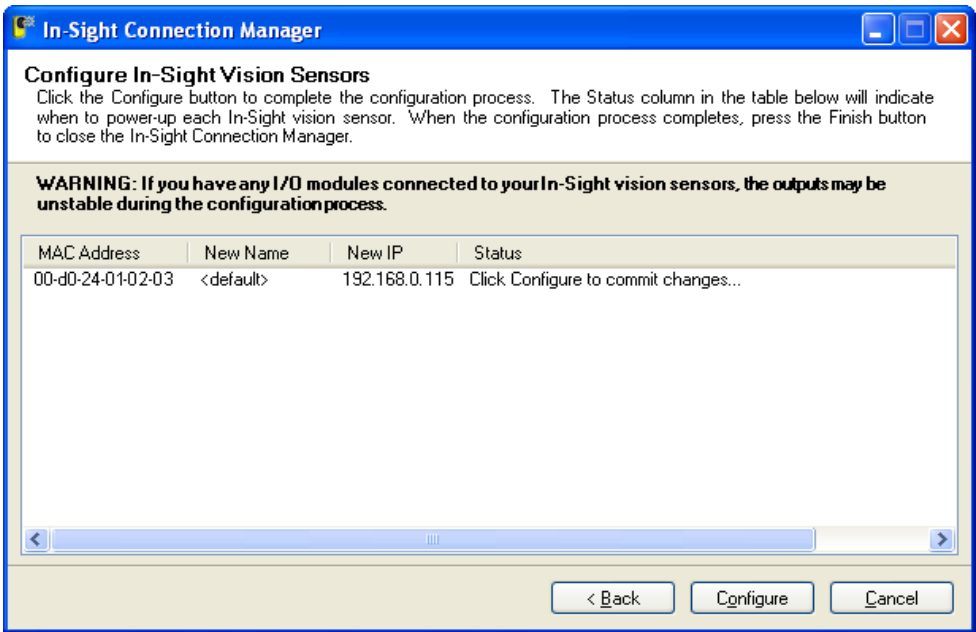 In-Sight Connection Manager
Configure In-Sight Vision Sensors
Click the Configure button to complete the configuration process. The Status column in the table below will indicate
when to power-up each In-Sight vision sensor. When the configuration process completes, press the Finish button
to close the In-Sight Connection Manager.
WARNING: If you have any I/O modules connected to your In-Sight vision sensors, the outputs may be
unstable during the configuration process.
MAC Address New Name New IP Status
00-d0-24-01-02-03 <default> 192.168.0.115 Click Configure to commit changes...
< Back Configure Cancel